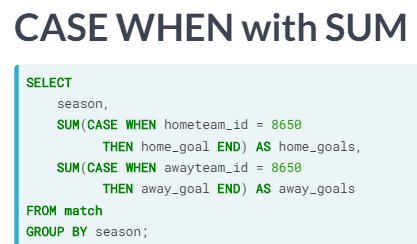 CASE WHEN with SUM
SELECT
    season,
    SUM(CASE WHEN hometeam_id = 8650
          THEN home_goal END) AS home_goals,
    SUM(CASE WHEN awayteam_id = 8650
          THEN away_goal END) AS away_goals
FROM match
GROUP BY season;